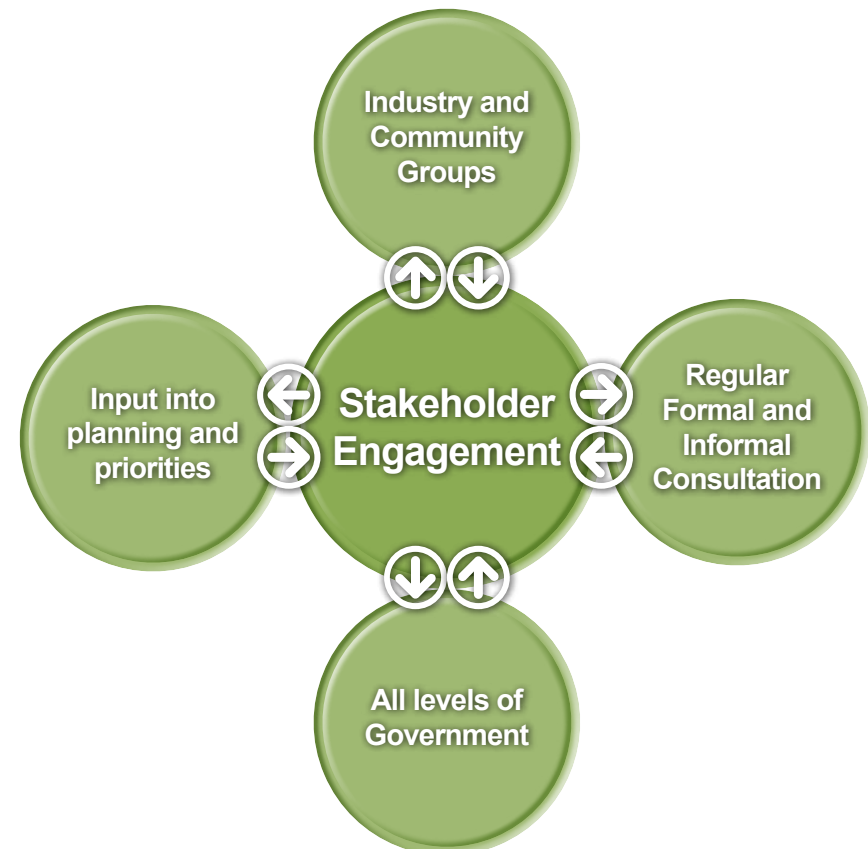 Industry and
Community
Groups
Input into
planning and
priorities
Stakeholder
Engagement
Regular
Formal and
Informal
Consultation
All levels of
Government